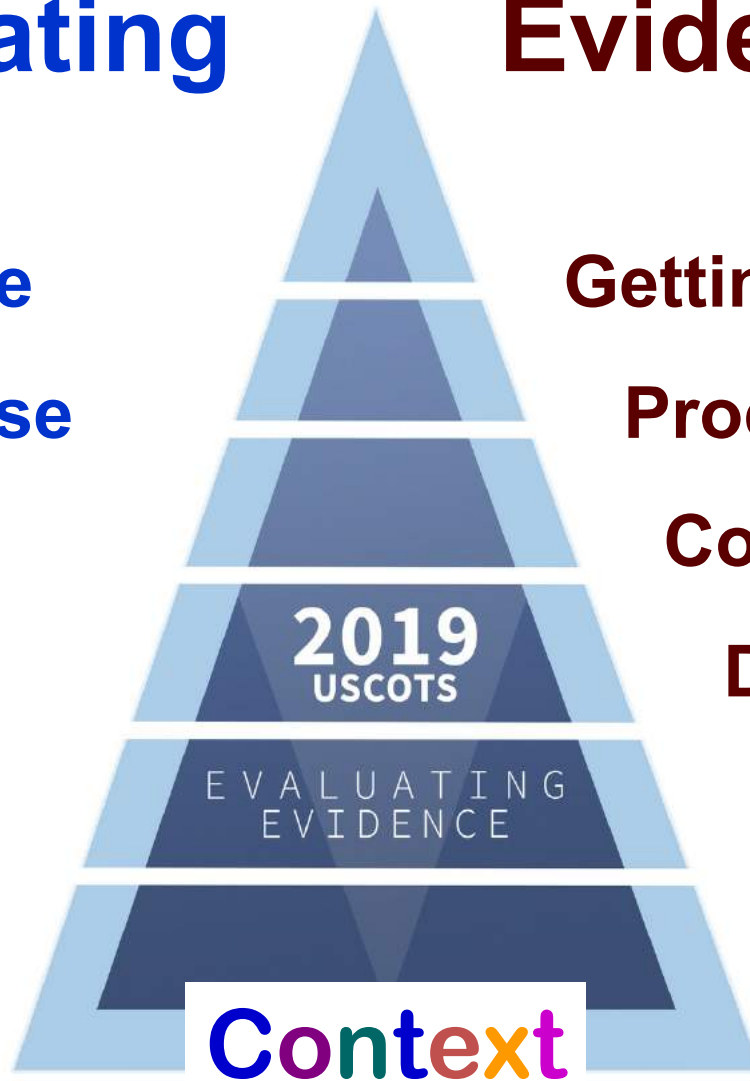 ating Evide
e Gettin
se Proc
Co
D
2019
USCOTS
EVALUATING
EVIDENCE
Context